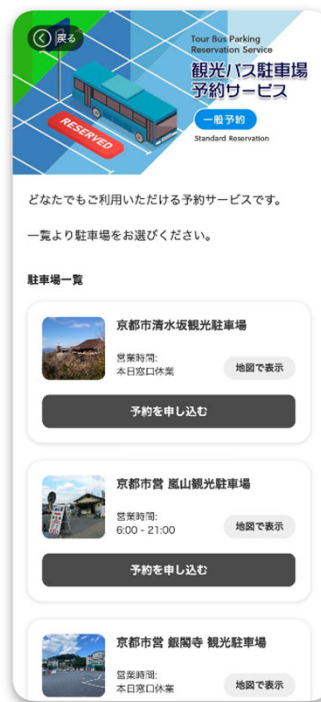 戻る
Tour Bus Parking
Reservation Service
観光バス駐車場
予約サービス
一般予約
Standard Reservation
RESERVED
どなたでもご利用いただける予約サービスです。
一覧より駐車場をお選びください。
駐車場一覧
京都市清水坂観光駐車場
営業時間:
本日窓口休業
地図で表示
予約を申し込む
京都市営 嵐山観光駐車場
営業時間:
6:00 - 21:00
地図で表示
予約を申し込む
京都市営 銀閣寺 観光駐車場
営業時間:
本日窓口休業
地図で表示